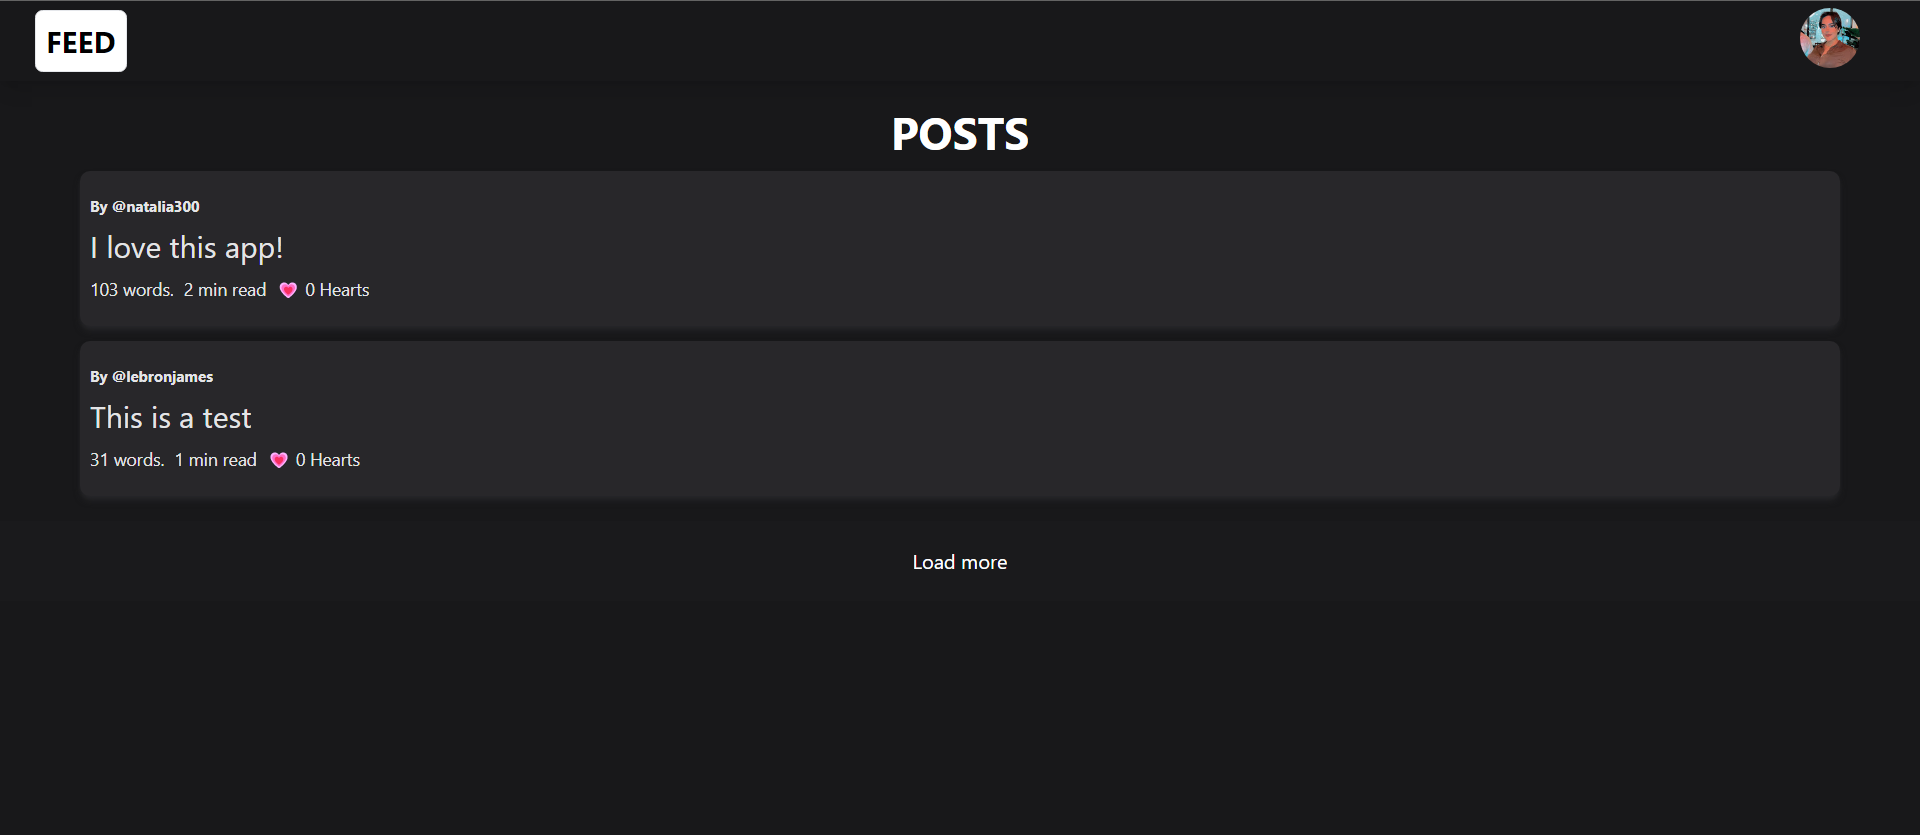 FEED
POSTS
By @natalia300
I love this app!
103 words. 2 min read 💗 0 Hearts
By @lebronjames
This is a test
31 words. 1 min read 💗 0 Hearts
Load more